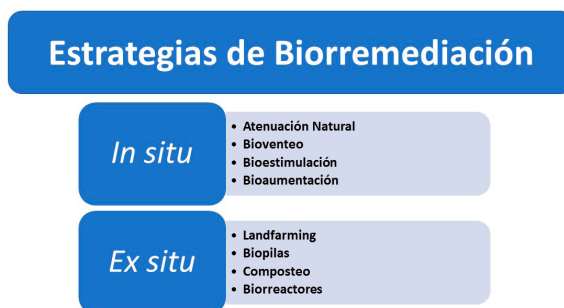 Estrategias de Biorremediación
In situ
• Atenuación Natural
• Bioventeo
• Bioestimulación
• Bioaumentación
Ex situ
• Landfarming
• Biopilas
• Composteo
• Biorreactores